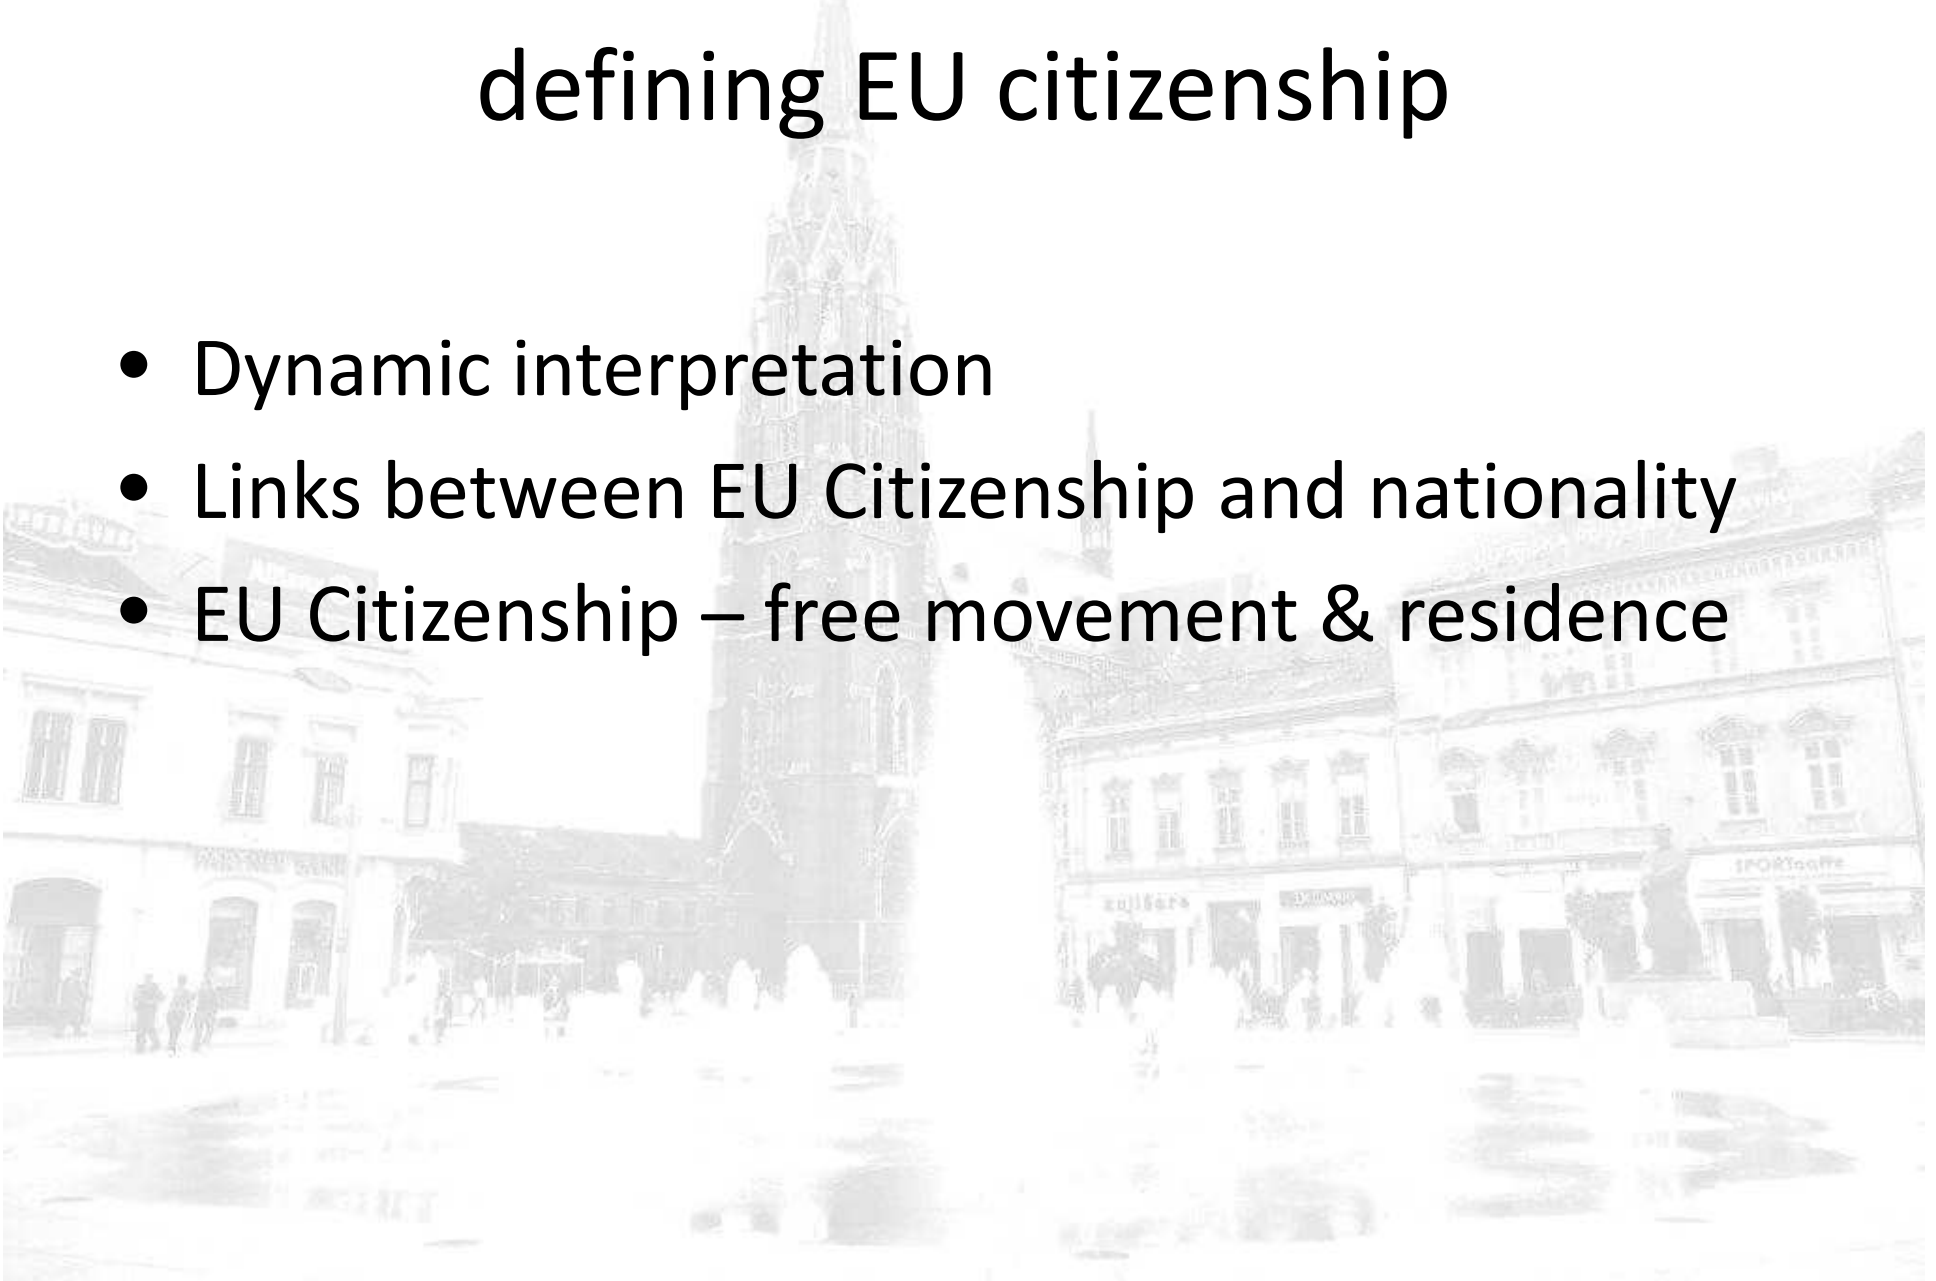 defining EU citizenship
• Dynamic interpretation
• Links between EU Citizenship and nationality
• EU Citizenship – free movement & residence